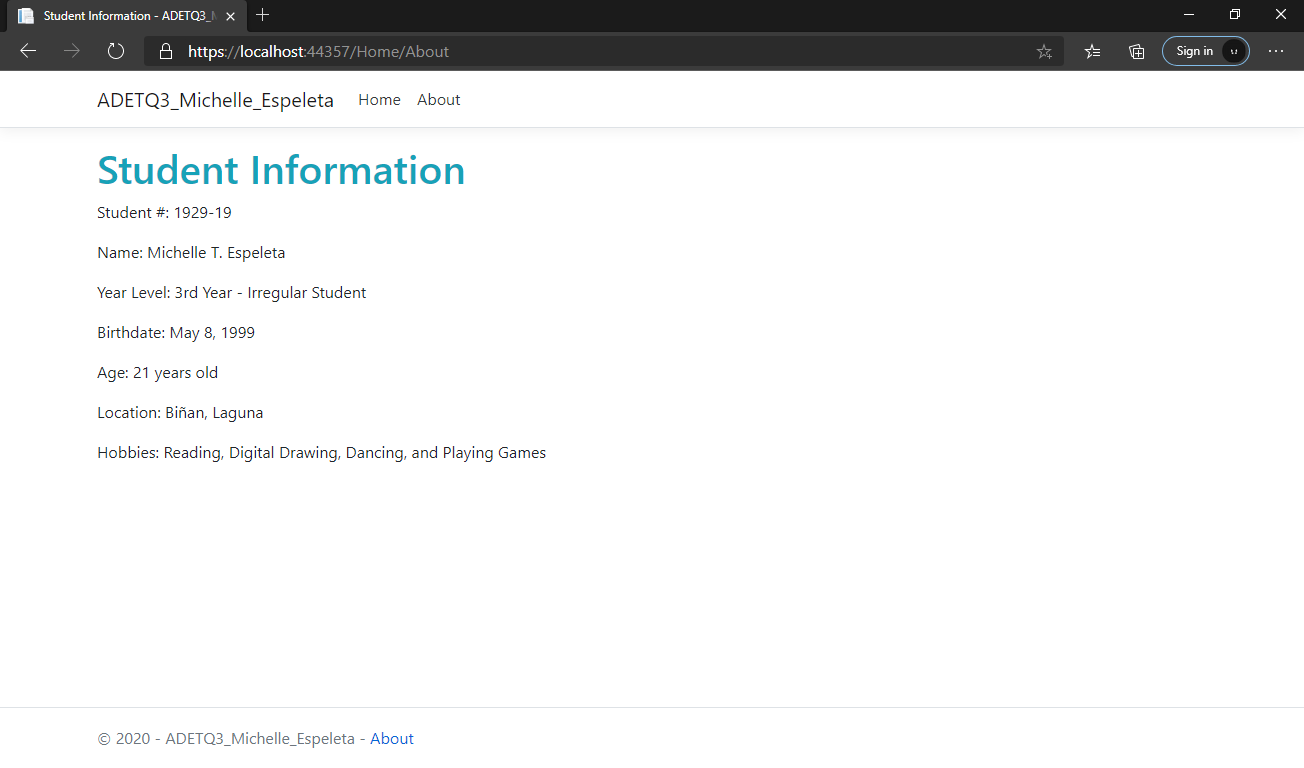 Student Information - ADETQ3_
https://localhost:44357/Home/About
Sign in
ADETQ3_Michelle_Espeleta Home About
Student Information
Student #: 1929-19
Name: Michelle T. Espeleta
Year Level: 3rd Year - Irregular Student
Birthdate: May 8, 1999
Age: 21 years old
Location: Biñan, Laguna
Hobbies: Reading, Digital Drawing, Dancing, and Playing Games
© 2020 - ADETQ3_Michelle_Espeleta - About